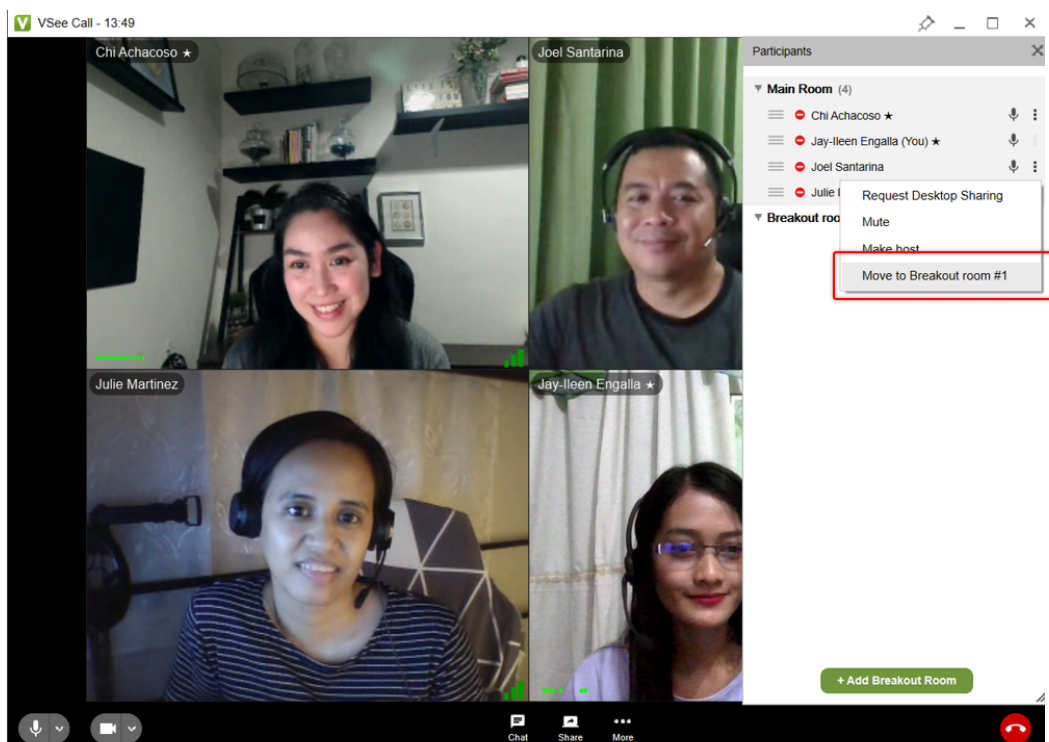 VSee Call - 13:49
Chi Achacoso ★
Joel Santarina
Julie Martinez
Jay-Ileen Engalla ★
Participants
Main Room (4)
Chi Achacoso ★
Jay-Ileen Engalla (You) ★
Joel Santarina
Julie
Breakout roo
Request Desktop Sharing
Mute
Make host
Move to Breakout room #1
+ Add Breakout Room
Chat
Share
More